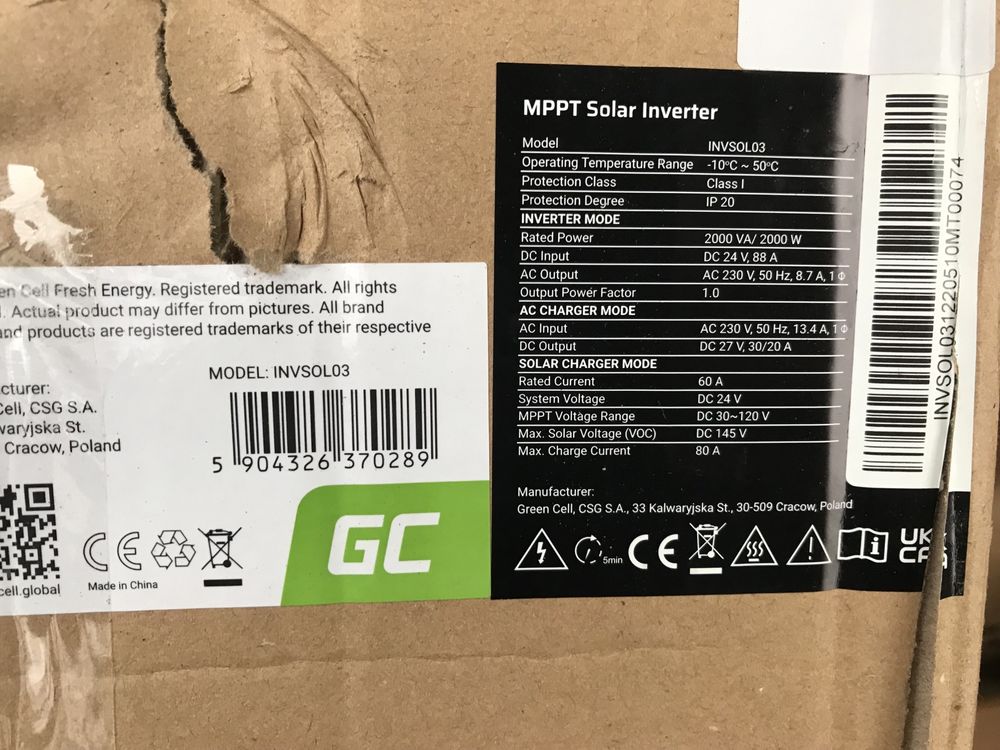 en Cell Fresh Energy. Registered trademark. All rights
. Actual product may differ from pictures. All brand
and products are registered trademarks of their respective
cturer:
Cell, CSG S.A.
waryjska St.
Cracow, Poland
MODEL: INVSOL03
5 904326 370289
cell.global
CE
Made in China
GC
MPPT Solar Inverter
Model INVSOL03
Operating Temperature Range -10°C ~ 50°C
Protection Class Class I
Protection Degree IP 20
INVERTER MODE
Rated Power 2000 VA/ 2000 W
DC Input DC 24 V, 88 A
AC Output AC 230 V, 50 Hz, 8.7 A, 1 Φ
Output Power Factor 1.0
AC CHARGER MODE
AC Input AC 230 V, 50 Hz, 13.4 A, 1 Φ
DC Output DC 27 V, 30/20 A
SOLAR CHARGER MODE
Rated Current 60 A
System Voltage DC 24 V
MPPT Voltage Range DC 30~120 V
Max. Solar Voltage (VOC) DC 145 V
Max. Charge Current 80 A
Manufacturer:
Green Cell, CSG S.A., 33 Kalwaryjska St., 30-509 Cracow, Poland
5min CE
UK
CA
INVSOL031220510MT00074